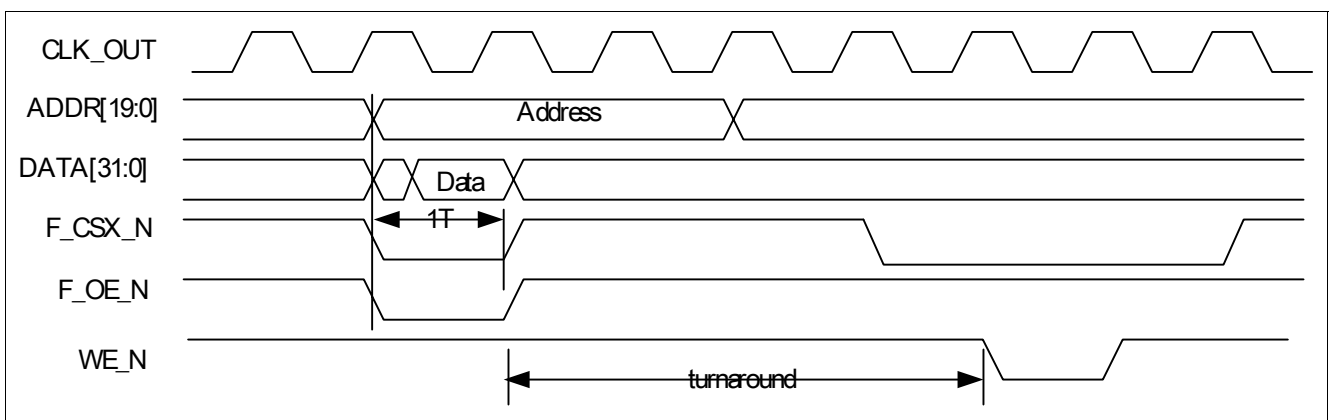 CLK_OUT
ADDR[19:0]
Address
DATA[31:0]
Data
1T
F_CSX_N
F_OE_N
WE_N
turnaround